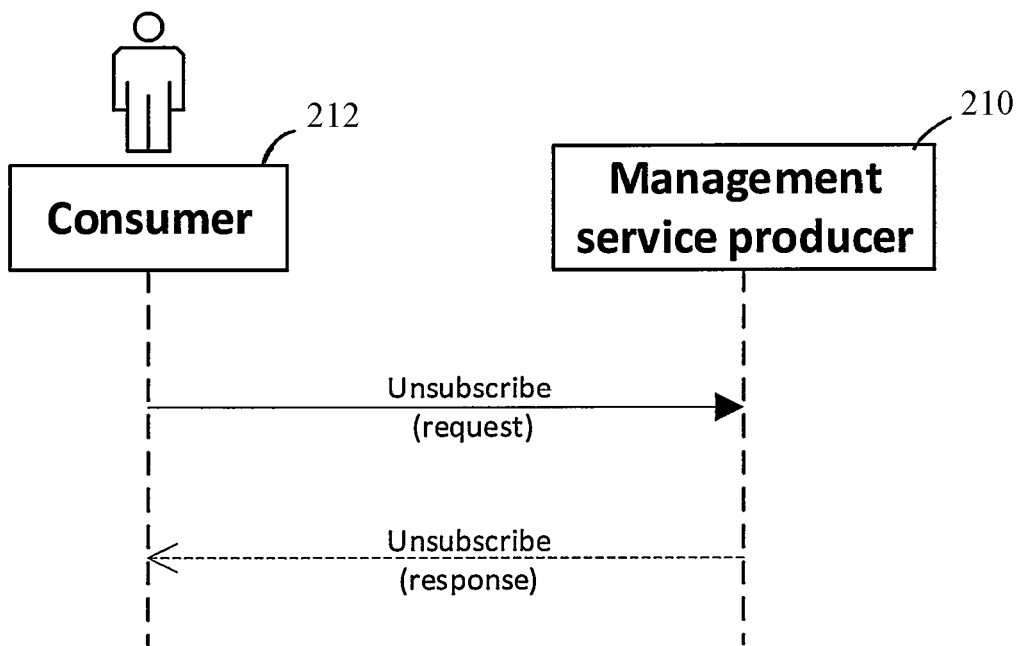 212
210
Consumer
Management
service producer
Unsubscribe
(request)
Unsubscribe
(response)